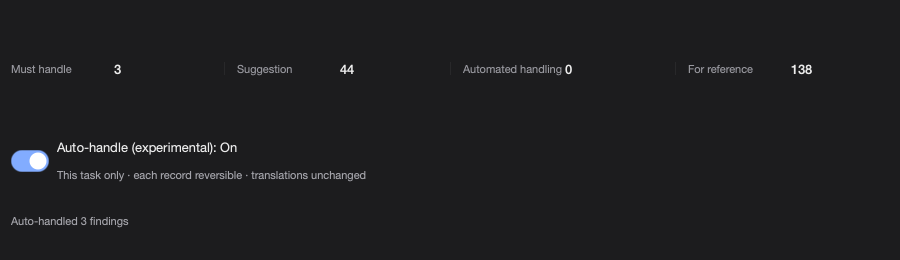 Must handle 3 Suggestion 44 Automated handling 0 For reference 138
Auto-handle (experimental): On
This task only · each record reversible · translations unchanged
Auto-handled 3 findings